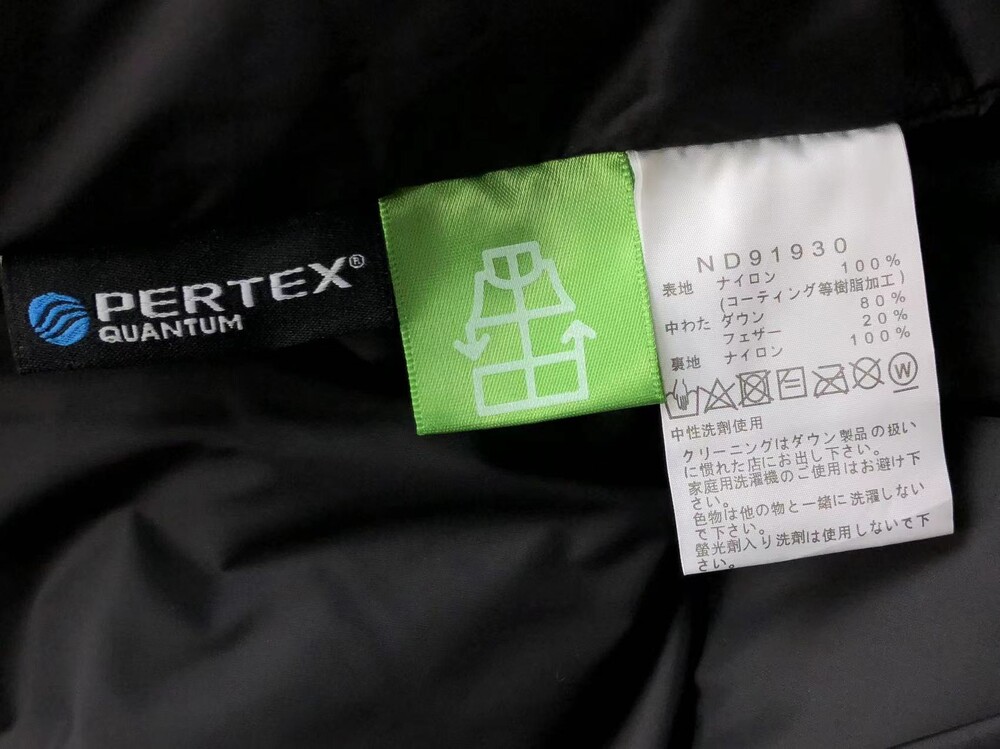 PERTEX®
QUANTUM
ND91930
表地 ナイロン 100%
(コーティング等樹脂加工)
中わた ダウン 80%
フェザー 20%
裏地 ナイロン 100%
W
中性洗剤使用
クリーニングはダウン製品の扱い
に慣れた店にお出し下さい。
家庭用洗濯機のご使用はお避け下
さい。
色物は他の物と一緒に洗濯しない
で下さい。
螢光劑入り洗劑は使用しないで下
さい。